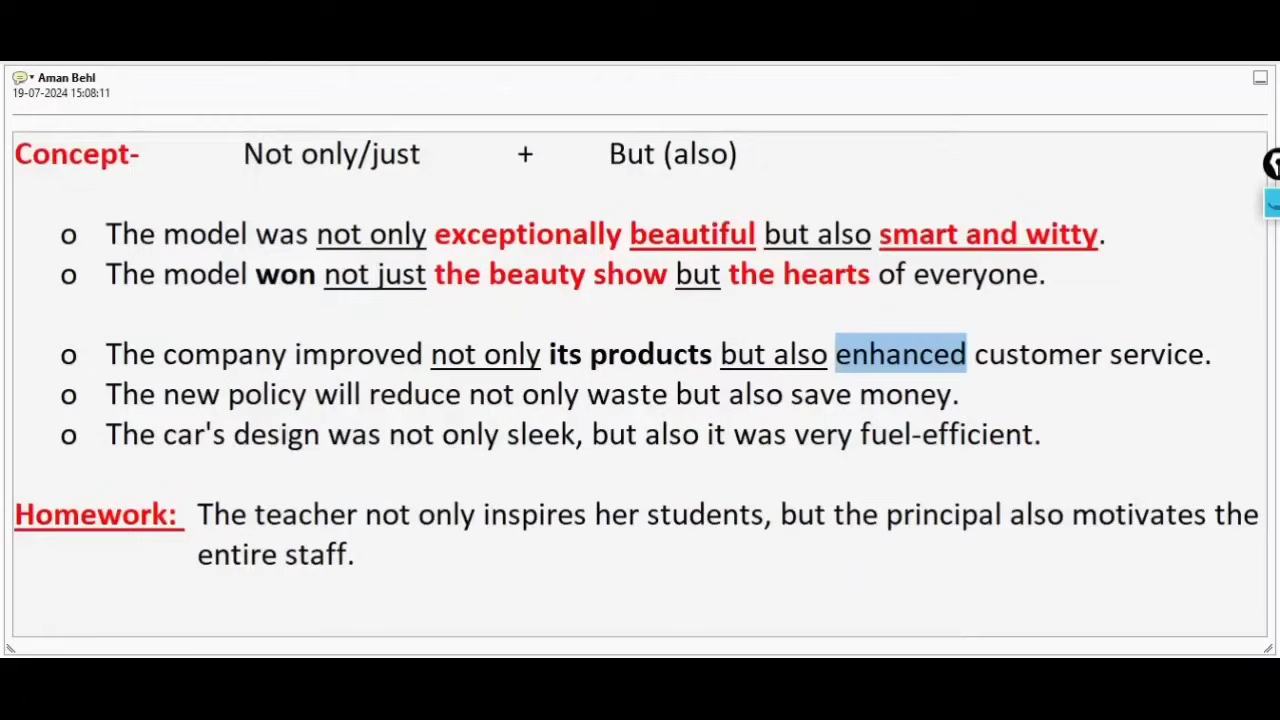 Aman Behl
19-07-2024 15:08:11
Concept- Not only/just + But (also)
o The model was not only exceptionally beautiful but also smart and witty.
o The model won not just the beauty show but the hearts of everyone.
o The company improved not only its products but also enhanced customer service.
o The new policy will reduce not only waste but also save money.
o The car's design was not only sleek, but also it was very fuel-efficient.
Homework: The teacher not only inspires her students, but the principal also motivates the
entire staff.